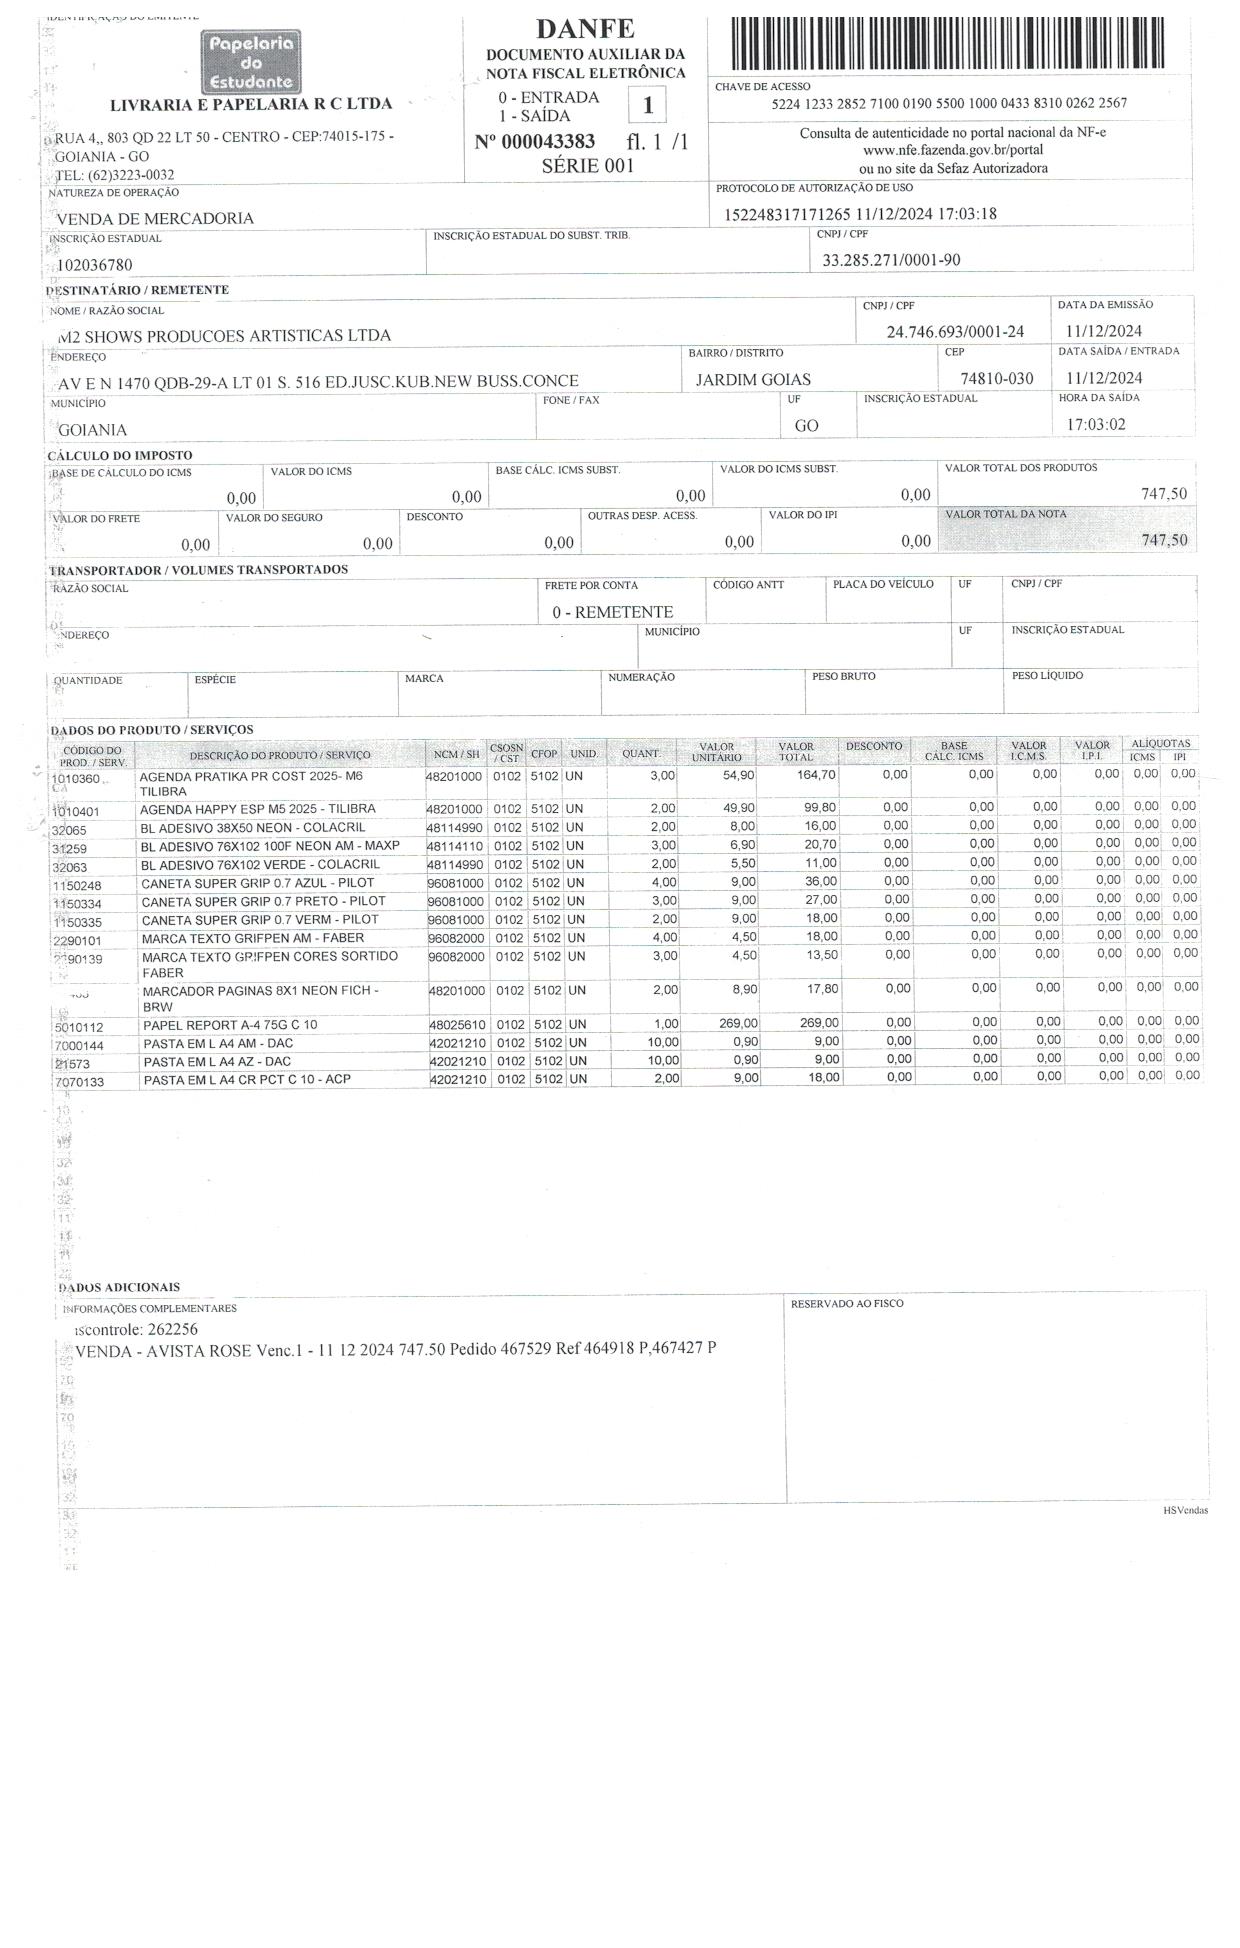 IDENTIFICAÇÃO DO EMITENTE
Papelaria
do
Estudante
LIVRARIA E PAPELARIA R C LTDA
RUA 4,, 803 QD 22 LT 50 - CENTRO - CEP:74015-175 -
GOIANIA - GO
TEL: (62)3223-0032
DANFE
DOCUMENTO AUXILIAR DA
NOTA FISCAL ELETRÔNICA
0 - ENTRADA
1 - SAÍDA
1
Nº 000043383 fl. 1 /1
SÉRIE 001
CHAVE DE ACESSO
5224 1233 2852 7100 0190 5500 1000 0433 8310 0262 2567
Consulta de autenticidade no portal nacional da NF-e
www.nfe.fazenda.gov.br/portal
ou no site da Sefaz Autorizadora
NATUREZA DE OPERAÇÃO
VENDA DE MERCADORIA
PROTOCOLO DE AUTORIZAÇÃO DE USO
152248317171265 11/12/2024 17:03:18
INSCRIÇÃO ESTADUAL
102036780
INSCRIÇÃO ESTADUAL DO SUBST. TRIB.
CNPJ / CPF
33.285.271/0001-90
DESTINATÁRIO / REMETENTE
NOME / RAZÃO SOCIAL
M2 SHOWS PRODUCOES ARTISTICAS LTDA
CNPJ / CPF
24.746.693/0001-24
DATA DA EMISSÃO
11/12/2024
ENDEREÇO
AV E N 1470 QDB-29-A LT 01 S. 516 ED.JUSC.KUB.NEW BUSS.CONCE
BAIRRO / DISTRITO
JARDIM GOIAS
CEP
74810-030
DATA SAÍDA / ENTRADA
11/12/2024
MUNICÍPIO
GOIANIA
FONE / FAX
UF
GO
INSCRIÇÃO ESTADUAL
HORA DA SAÍDA
17:03:02
CÁLCULO DO IMPOSTO
BASE DE CÁLCULO DO ICMS
0,00
VALOR DO ICMS
0,00
BASE CÁLC. ICMS SUBST.
0,00
VALOR DO ICMS SUBST.
0,00
VALOR TOTAL DOS PRODUTOS
747,50
VALOR DO FRETE
0,00
VALOR DO SEGURO
0,00
DESCONTO
0,00
OUTRAS DESP. ACESS.
0,00
VALOR DO IPI
0,00
VALOR TOTAL DA NOTA
747,50
TRANSPORTADOR / VOLUMES TRANSPORTADOS
RAZÃO SOCIAL
FRETE POR CONTA
0 - REMETENTE
CÓDIGO ANTT
PLACA DO VEÍCULO
UF
CNPJ / CPF
ENDEREÇO
MUNICÍPIO
UF
INSCRIÇÃO ESTADUAL
QUANTIDADE
ESPÉCIE
MARCA
NUMERAÇÃO
PESO BRUTO
PESO LÍQUIDO
DADOS DO PRODUTO / SERVIÇOS
CÓDIGO DO PROD. / SERV. DESCRIÇÃO DO PRODUTO / SERVIÇO NCM / SH CSOSN / CST CFOP UNID QUANT. VALOR UNITÁRIO VALOR TOTAL DESCONTO BASE CÁLC. ICMS VALOR I.C.M.S. VALOR I.P.I. ALÍQUOTAS ICMS IPI
1010360 AGENDA PRATIKA PR COST 2025- M6 48201000 0102 5102 UN 3,00 54,90 164,70 0,00 0,00 0,00 0,00 0,00 0,00
TILIBRA
1010401 AGENDA HAPPY ESP M5 2025 - TILIBRA 48201000 0102 5102 UN 2,00 49,90 99,80 0,00 0,00 0,00 0,00 0,00 0,00
32065 BL ADESIVO 38X50 NEON - COLACRIL 48114990 0102 5102 UN 2,00 8,00 16,00 0,00 0,00 0,00 0,00 0,00 0,00
31259 BL ADESIVO 76X102 100F NEON AM - MAXP 48114110 0102 5102 UN 3,00 6,90 20,70 0,00 0,00 0,00 0,00 0,00 0,00
32063 BL ADESIVO 76X102 VERDE - COLACRIL 48114990 0102 5102 UN 2,00 5,50 11,00 0,00 0,00 0,00 0,00 0,00 0,00
1150248 CANETA SUPER GRIP 0.7 AZUL - PILOT 96081000 0102 5102 UN 4,00 9,00 36,00 0,00 0,00 0,00 0,00 0,00 0,00
1150334 CANETA SUPER GRIP 0.7 PRETO - PILOT 96081000 0102 5102 UN 3,00 9,00 27,00 0,00 0,00 0,00 0,00 0,00 0,00
1150335 CANETA SUPER GRIP 0.7 VERM - PILOT 96081000 0102 5102 UN 2,00 9,00 18,00 0,00 0,00 0,00 0,00 0,00 0,00
2290101 MARCA TEXTO GRIFPEN AM - FABER 96082000 0102 5102 UN 4,00 4,50 18,00 0,00 0,00 0,00 0,00 0,00 0,00
2290139 MARCA TEXTO GRIFPEN CORES SORTIDO 96082000 0102 5102 UN 3,00 4,50 13,50 0,00 0,00 0,00 0,00 0,00 0,00
FABER
MARCADOR PAGINAS 8X1 NEON FICH - 48201000 0102 5102 UN 2,00 8,90 17,80 0,00 0,00 0,00 0,00 0,00 0,00
BRW
5010112 PAPEL REPORT A-4 75G C 10 48025610 0102 5102 UN 1,00 269,00 269,00 0,00 0,00 0,00 0,00 0,00 0,00
7000144 PASTA EM L A4 AM - DAC 42021210 0102 5102 UN 10,00 0,90 9,00 0,00 0,00 0,00 0,00 0,00 0,00
21573 PASTA EM L A4 AZ - DAC 42021210 0102 5102 UN 10,00 0,90 9,00 0,00 0,00 0,00 0,00 0,00 0,00
7070133 PASTA EM L A4 CR PCT C 10 - ACP 42021210 0102 5102 UN 2,00 9,00 18,00 0,00 0,00 0,00 0,00 0,00 0,00
DADOS ADICIONAIS
INFORMAÇÕES COMPLEMENTARES
iscontrole: 262256
VENDA - AVISTA ROSE Venc.1 - 11 12 2024 747.50 Pedido 467529 Ref 464918 P,467427 P
RESERVADO AO FISCO
HSVendas